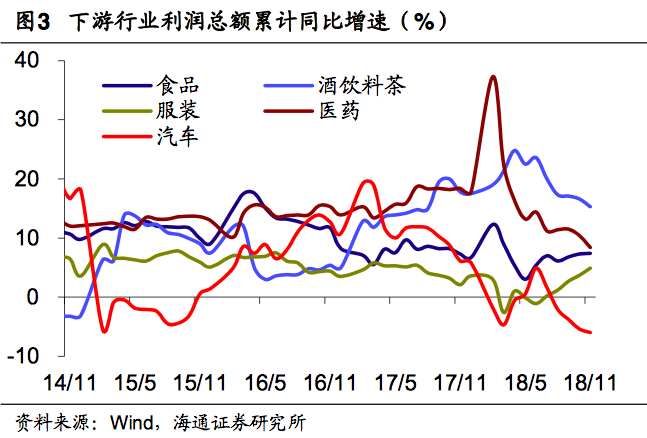 图3 下游行业利润总额累计同比增速（%）
40
30
20
10
0
-10
食品
酒饮料茶
服装
医药
汽车
14/11 15/5 15/11 16/5 16/11 17/5 17/11 18/5 18/11
资料来源：Wind，海通证券研究所